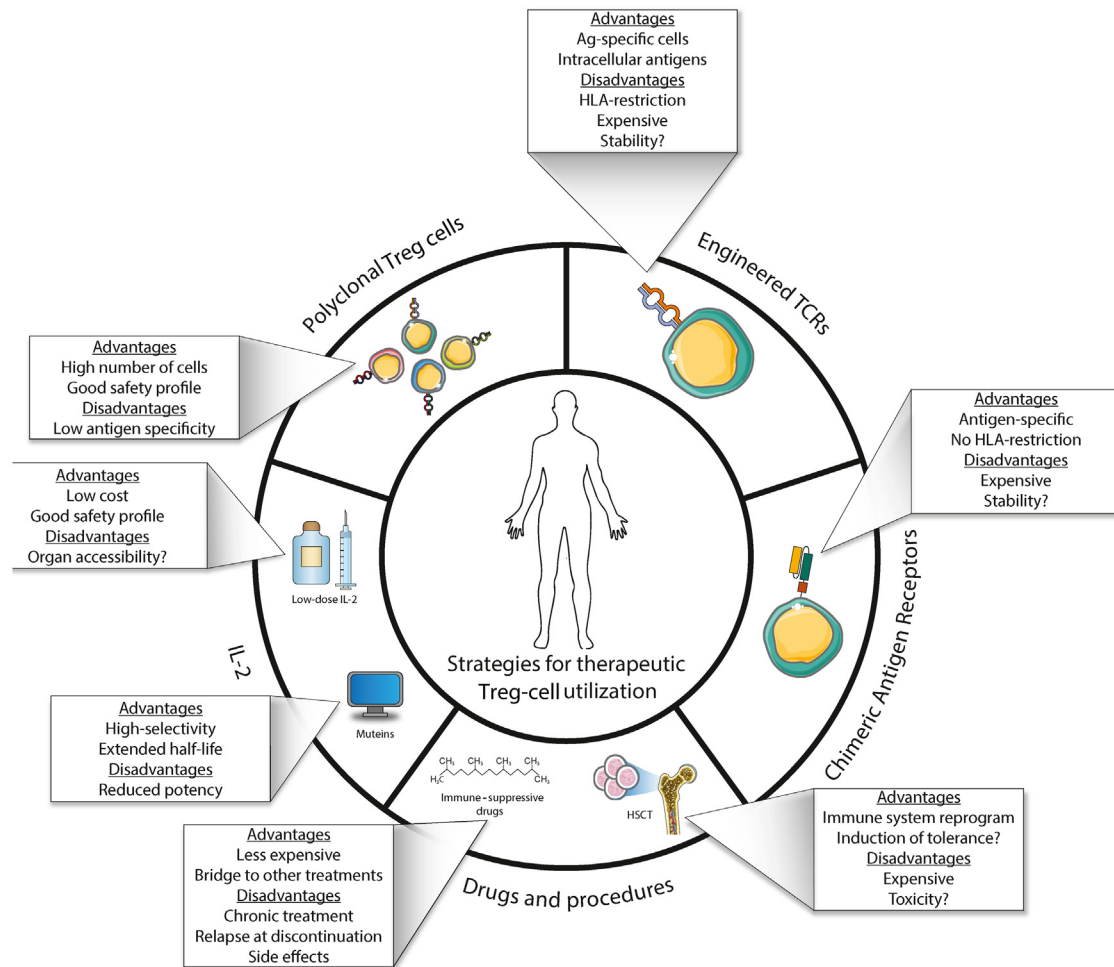 Advantages
Ag-specific cells
Intracellular antigens
Disadvantages
HLA-restriction
Expensive
Stability?
Polyclonal Treg cells
Engineered TCRs
Advantages
High number of cells
Good safety profile
Disadvantages
Low antigen specificity
Advantages
Antigen-specific
No HLA-restriction
Disadvantages
Expensive
Stability?
Advantages
Low cost
Good safety profile
Disadvantages
Organ accessibility?
Low-dose IL-2
IL-2
Chimeric Antigen Receptors
Strategies for therapeutic
Treg-cell utilization
Advantages
High-selectivity
Extended half-life
Disadvantages
Reduced potency
Muteins
CH₃ CH₃ CH₃ CH₃
H₃C CH₃
Immune-suppressive
drugs
HSCT
Advantages
Immune system reprogram
Induction of tolerance?
Disadvantages
Expensive
Toxicity?
Advantages
Less expensive
Bridge to other treatments
Disadvantages
Chronic treatment
Relapse at discontinuation
Side effects
Drugs and procedures